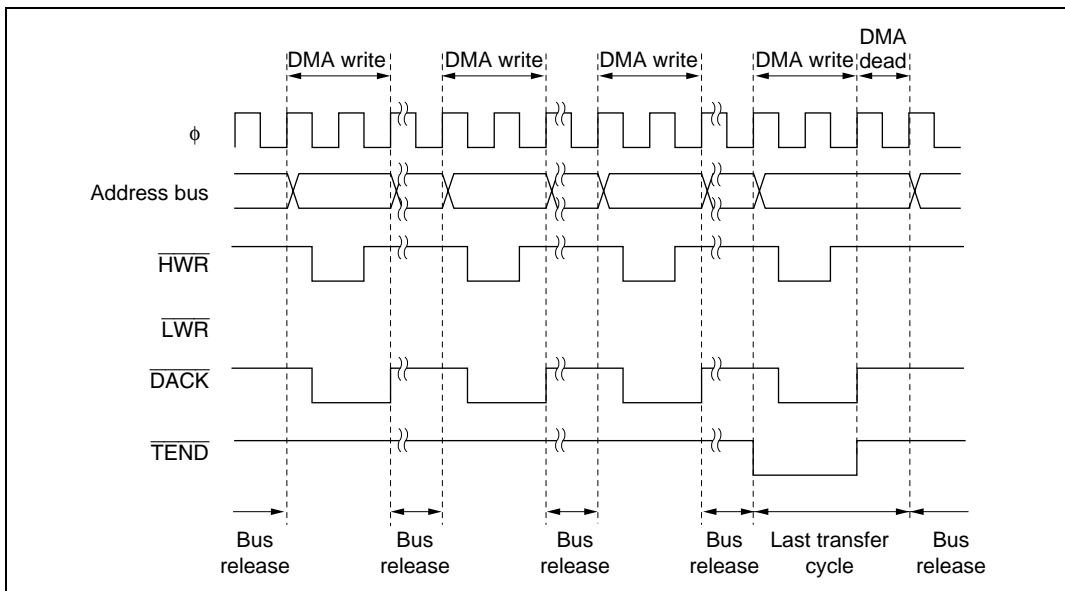 DMA
dead
DMA write DMA write DMA write DMA write
ϕ
Address bus
HWR
LWR
DACK
TEND
Bus release
Bus release
Bus release
Bus release
Last transfer cycle
Bus release